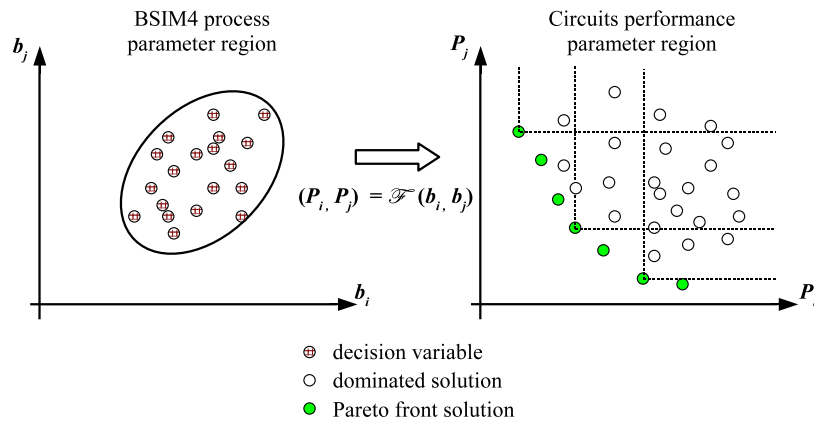 BSIM4 process
parameter region
b_j
b_i
(P_i, P_j) = ℱ (b_i, b_j)
Circuits performance
parameter region
P_j
P
decision variable
dominated solution
Pareto front solution